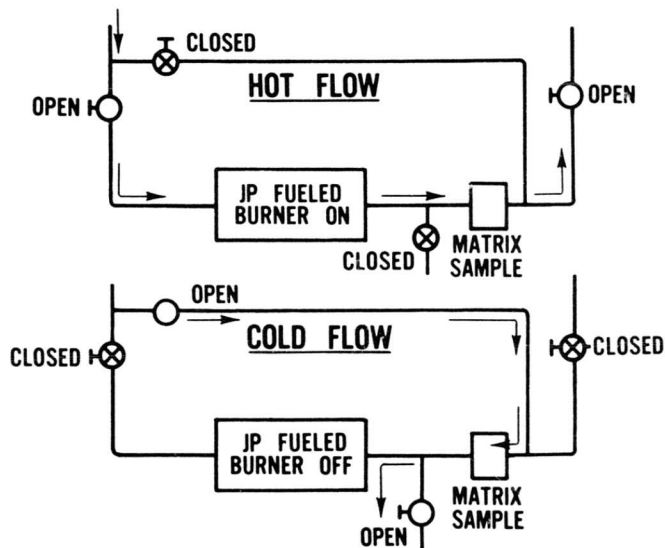 CLOSED
HOT FLOW
OPEN
OPEN
JP FUELED
BURNER ON
CLOSED
MATRIX
SAMPLE
OPEN
COLD FLOW
CLOSED
CLOSED
JP FUELED
BURNER OFF
MATRIX
SAMPLE
OPEN